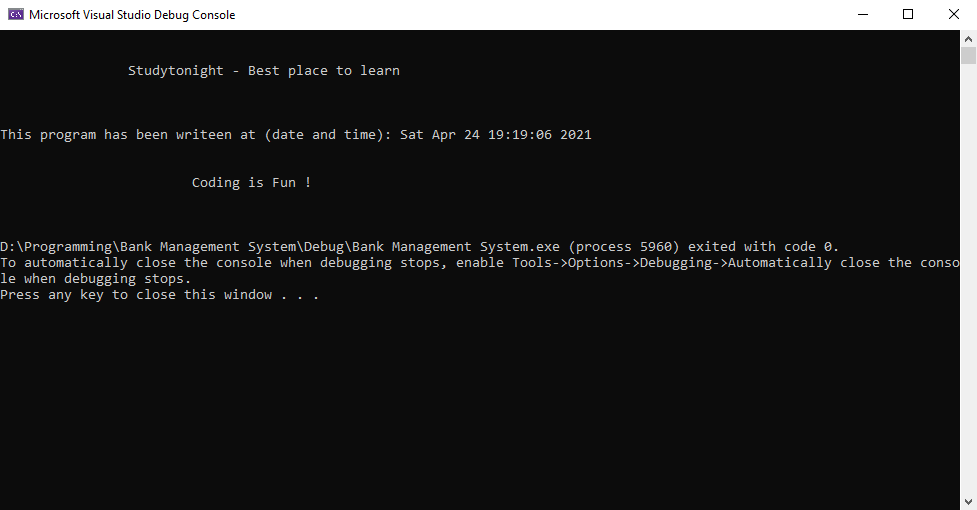 Microsoft Visual Studio Debug Console
Studytonight - Best place to learn
This program has been writeen at (date and time): Sat Apr 24 19:19:06 2021
Coding is Fun !
D:\Programming\Bank Management System\Debug\Bank Management System.exe (process 5960) exited with code 0.
To automatically close the console when debugging stops, enable Tools->Options->Debugging->Automatically close the conso
le when debugging stops.
Press any key to close this window . . .